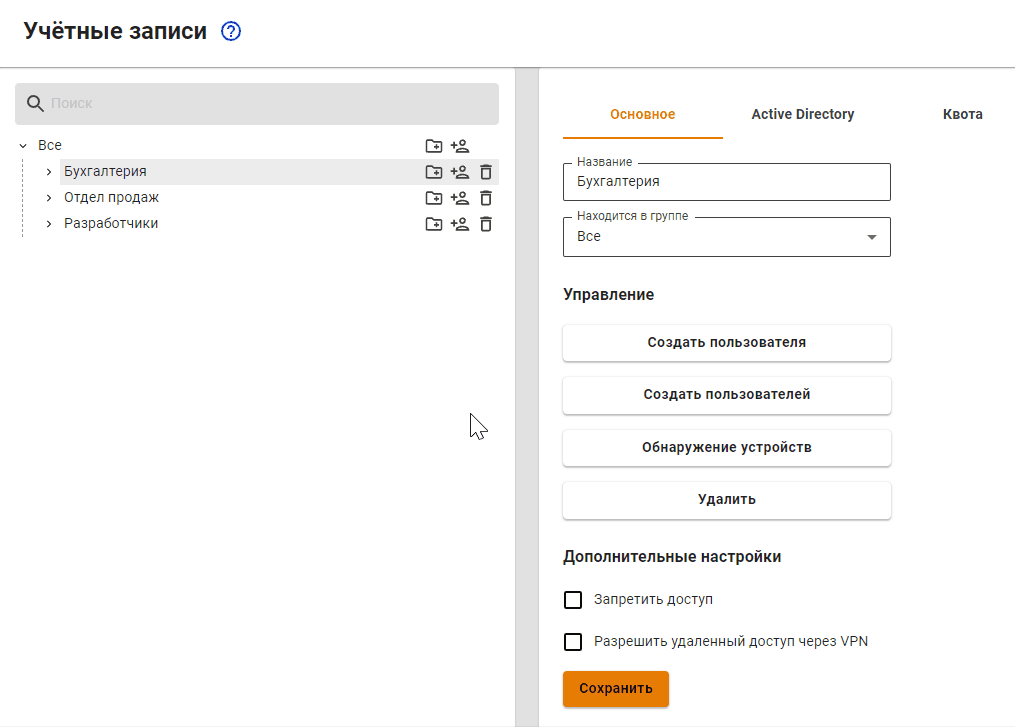 Учётные записи
Поиск
Все
Бухгалтерия
Отдел продаж
Разработчики
Основное Active Directory Квота
Название
Бухгалтерия
Находится в группе
Все
Управление
Создать пользователя
Создать пользователей
Обнаружение устройств
Удалить
Дополнительные настройки
Запретить доступ
Разрешить удаленный доступ через VPN
Сохранить